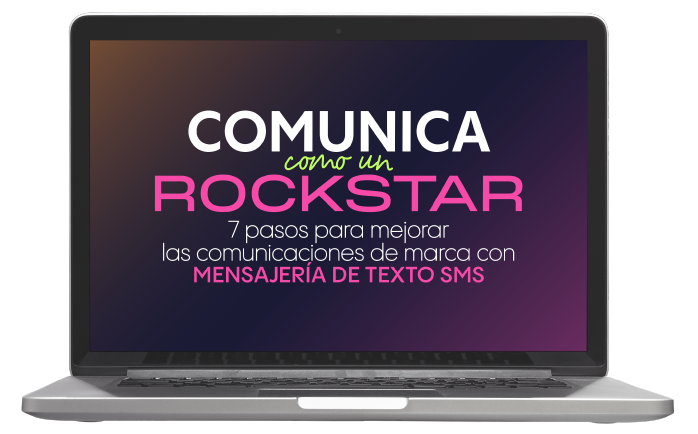 COMUNICA
como un
ROCKSTAR
7 pasos para mejorar
las comunicaciones de marca con
MENSAJERÍA DE TEXTO SMS